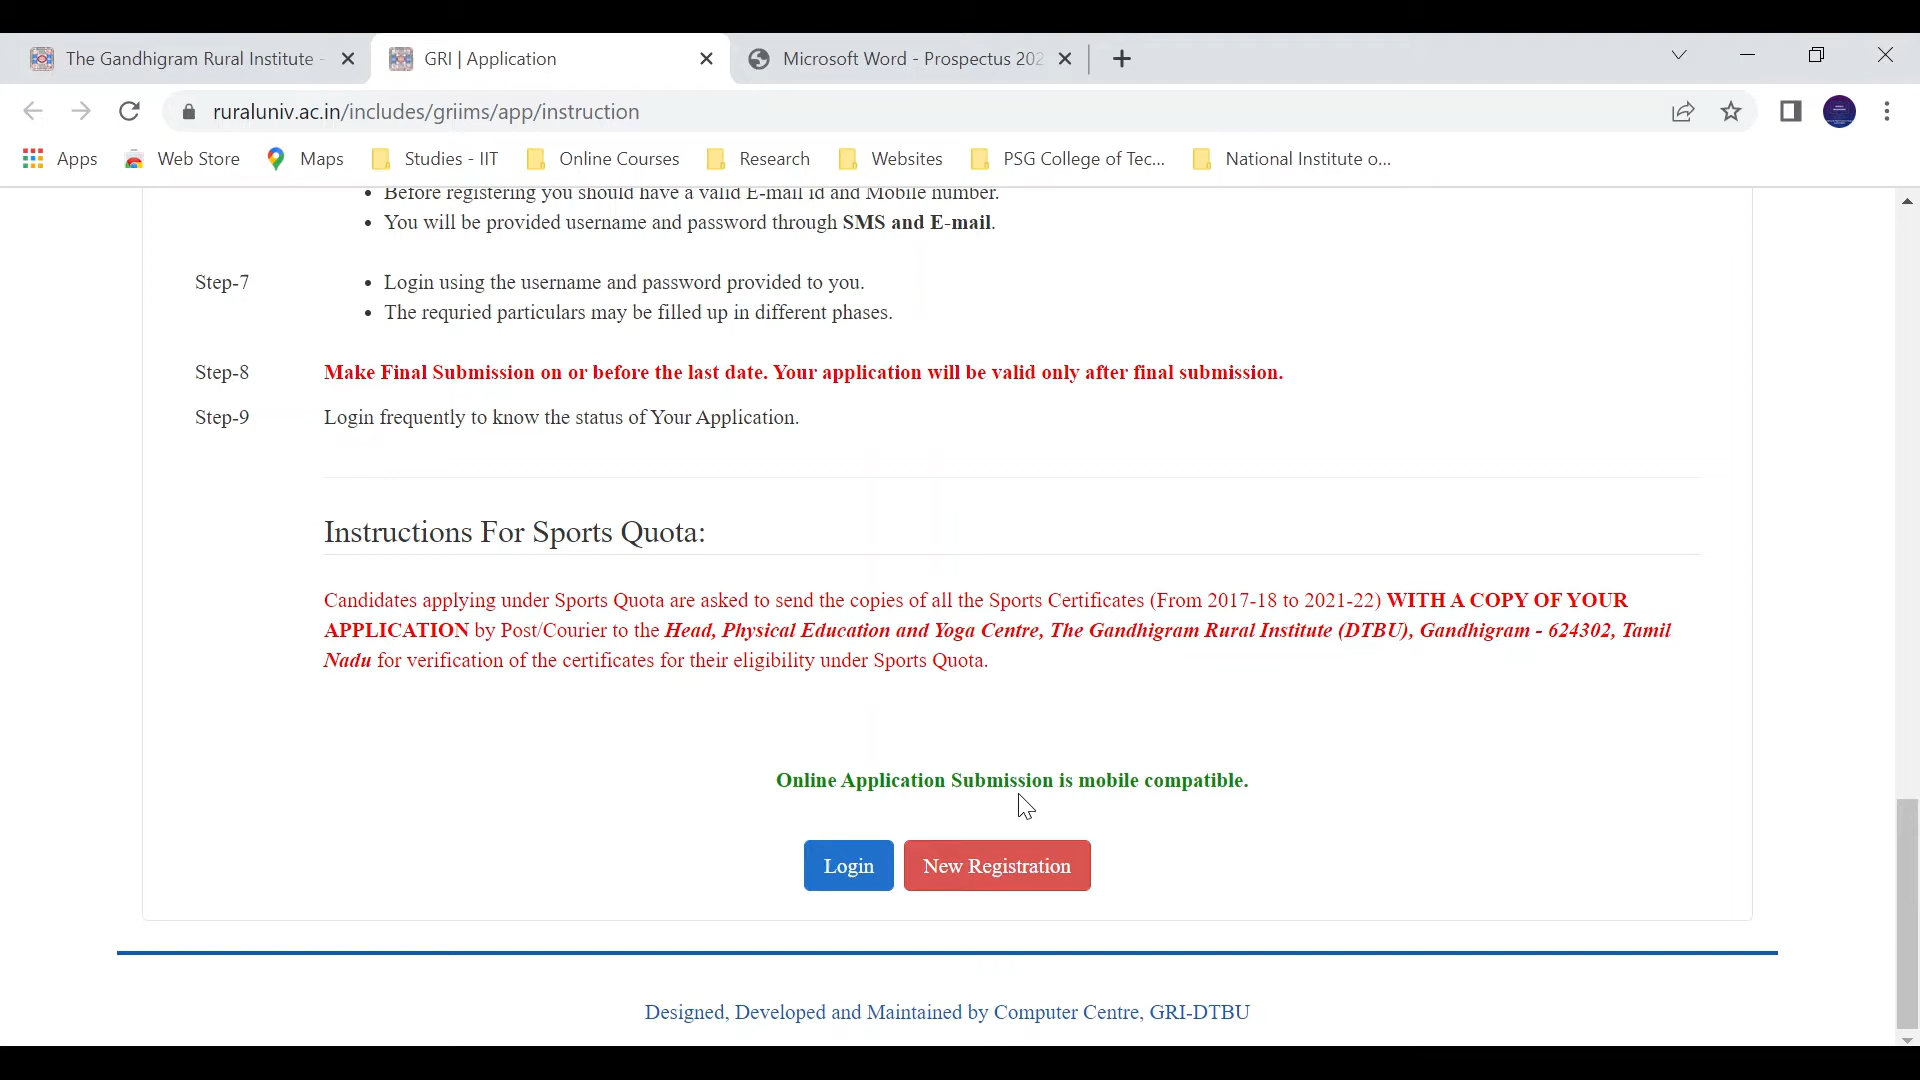 The Gandhigram Rural Institute -
GRI | Application
Microsoft Word - Prospectus 202
ruraluniv.ac.in/includes/griims/app/instruction
Apps
Web Store
Maps
Studies - IIT
Online Courses
Research
Websites
PSG College of Tec...
National Institute o...
• Before registering you should have a valid E-mail id and Mobile number.
• You will be provided username and password through SMS and E-mail.
Step-7
• Login using the username and password provided to you.
• The requried particulars may be filled up in different phases.
Step-8
Make Final Submission on or before the last date. Your application will be valid only after final submission.
Step-9
Login frequently to know the status of Your Application.
Instructions For Sports Quota:
Candidates applying under Sports Quota are asked to send the copies of all the Sports Certificates (From 2017-18 to 2021-22) WITH A COPY OF YOUR
APPLICATION by Post/Courier to the Head, Physical Education and Yoga Centre, The Gandhigram Rural Institute (DTBU), Gandhigram - 624302, Tamil
Nadu for verification of the certificates for their eligibility under Sports Quota.
Online Application Submission is mobile compatible.
Login
New Registration
Designed, Developed and Maintained by Computer Centre, GRI-DTBU